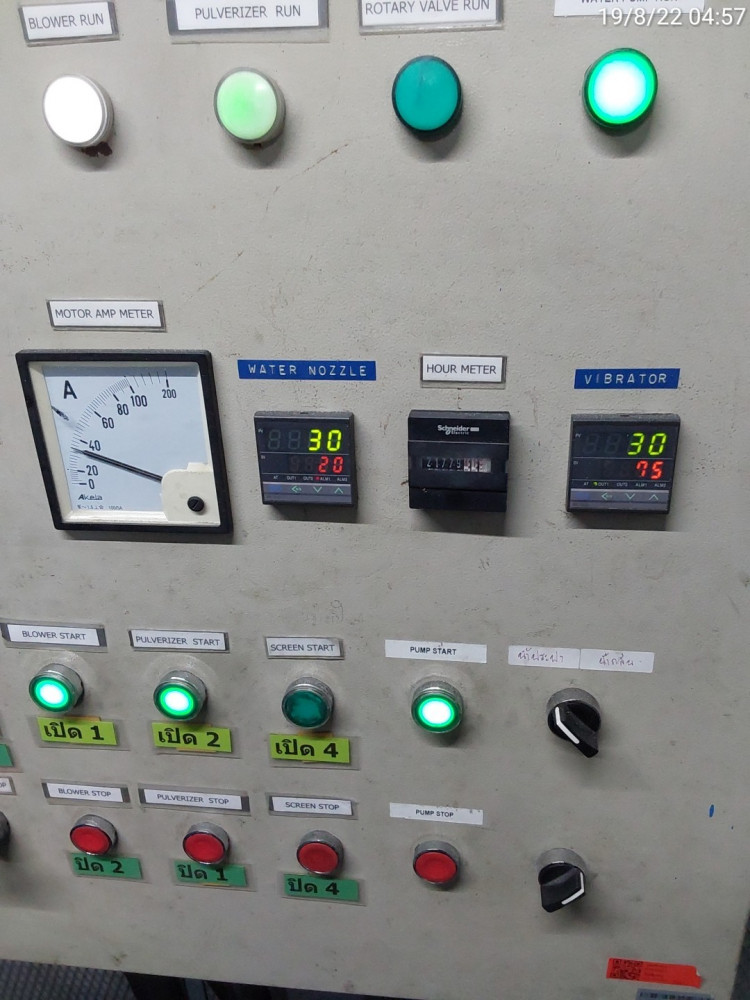 19/8/22 04:57
BLOWER RUN
PULVERIZER RUN
ROTARY VALVE RUN
MOTOR AMP METER
WATER NOZZLE
HOUR METER
VIBRATOR
A
200
100
80
60
40
20
0
30
20
Schneider
Electric
30
75
BLOWER START
PULVERIZER START
SCREEN START
PUMP START
เปิด 1
เปิด 2
เปิด 4
BLOWER STOP
PULVERIZER STOP
SCREEN STOP
PUMP STOP
ปิด 2
ปิด 1
ปิด 4